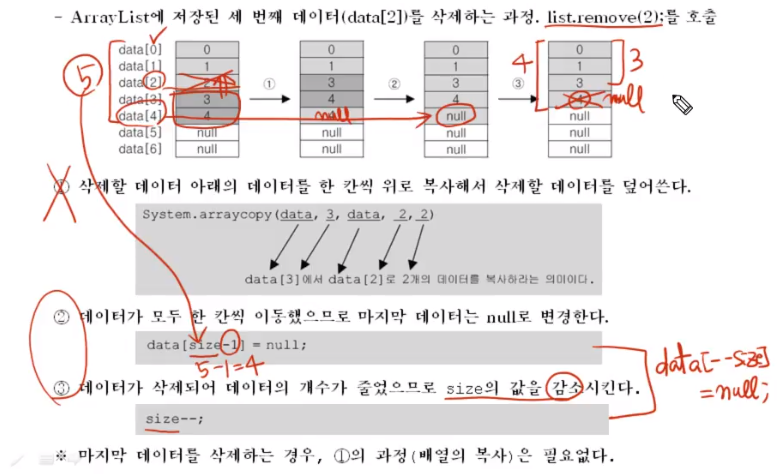 - ArrayList에 저장된 세 번째 데이터(data[2])를 삭제하는 과정. list.remove(2);를 호출
data[0] 0 0 0 0
data[1] 1 1 1 1 4 3
data[2] 2 ① 3 ② 3 ③ 3
5 data[3] 3 4 4 4 null
data[4] 4 null null
data[5] null null null null
data[6] null null null null
① 삭제할 데이터 아래의 데이터를 한 칸씩 위로 복사해서 삭제할 데이터를 덮어쓴다.
System.arraycopy(data, 3, data, 2, 2)
data[3]에서 data[2]로 2개의 데이터를 복사하라는 의미이다.
② 데이터가 모두 한 칸씩 이동했으므로 마지막 데이터는 null로 변경한다.
data[size-1] = null;
5-1=4
③ 데이터가 삭제되어 데이터의 개수가 줄었으므로 size의 값을 감소시킨다.
size--;
data[--size]
=null;
※ 마지막 데이터를 삭제하는 경우, ①의 과정(배열의 복사)은 필요없다.